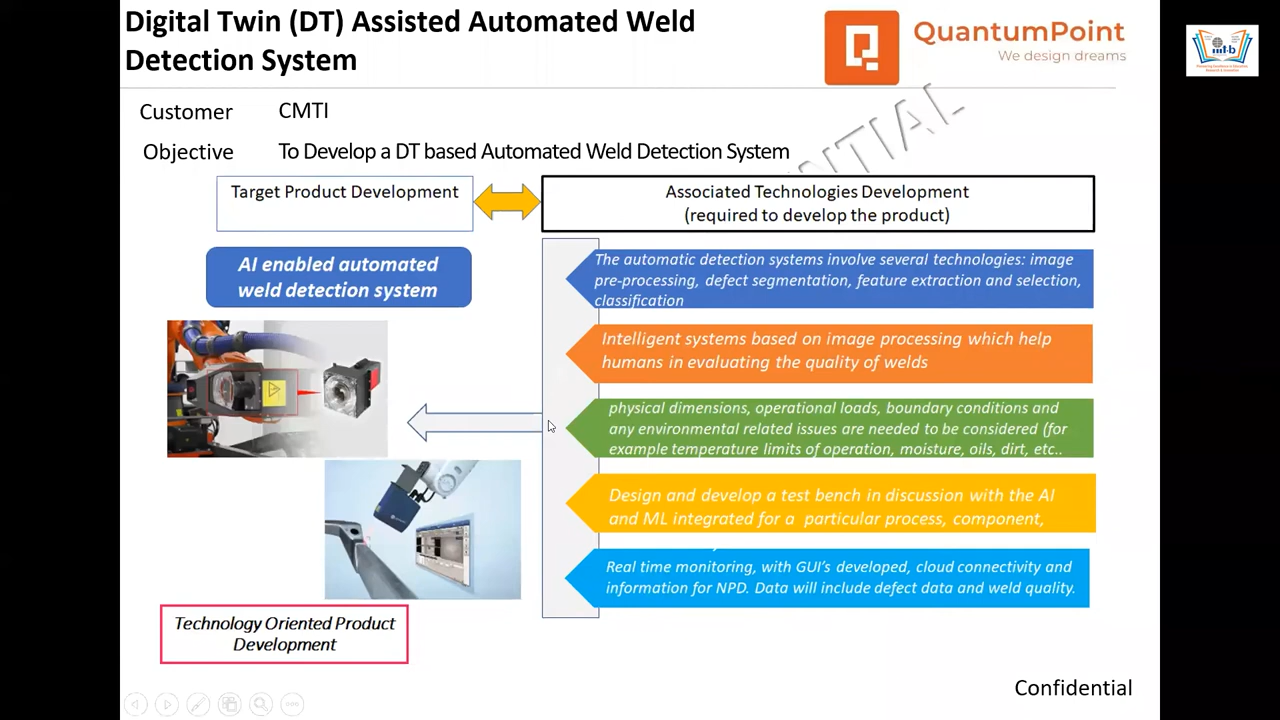 Digital Twin (DT) Assisted Automated Weld
Detection System
QuantumPoint
We design dreams
Customer CMTI
Objective To Develop a DT based Automated Weld Detection System
NTIAL
Target Product Development
Associated Technologies Development
(required to develop the product)
AI enabled automated
weld detection system
The automatic detection systems involve several technologies: image
pre-processing, defect segmentation, feature extraction and selection,
classification
Intelligent systems based on image processing which help
humans in evaluating the quality of welds
physical dimensions, operational loads, boundary conditions and
any environmental related issues are needed to be considered (for
example temperature limits of operation, moisture, oils, dirt, etc..
Design and develop a test bench in discussion with the AI
and ML integrated for a particular process, component,
Real time monitoring, with GUI's developed, cloud connectivity and
information for NPD. Data will include defect data and weld quality.
Technology Oriented Product
Development
Confidential